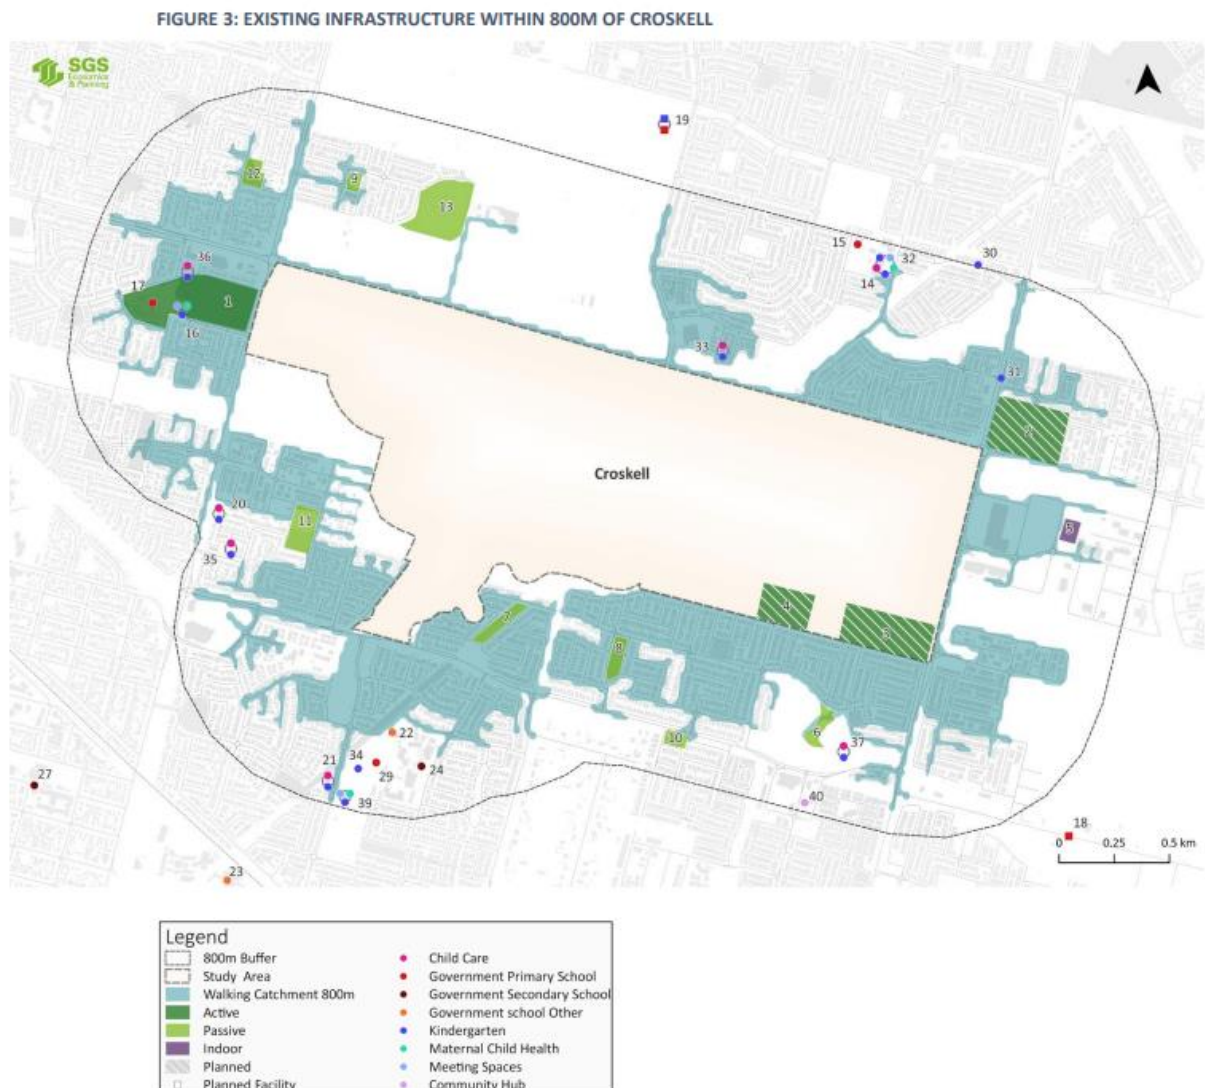 FIGURE 3: EXISTING INFRASTRUCTURE WITHIN 800M OF CROSKELL
SGS
Economics
& Planning
19
12
9
13
15
30
32
14
36
17
1
16
33
31
2
Croskell
20
11
35
5
4
3
7
8
6
10
37
22
21
34
29
24
27
39
40
18
23
0 0.25 0.5 km
Legend
800m Buffer
Study Area
Walking Catchment 800m
Active
Passive
Indoor
Planned
Planned Facility
Child Care
Government Primary School
Government Secondary School
Government school Other
Kindergarten
Maternal Child Health
Meeting Spaces
Community Hub